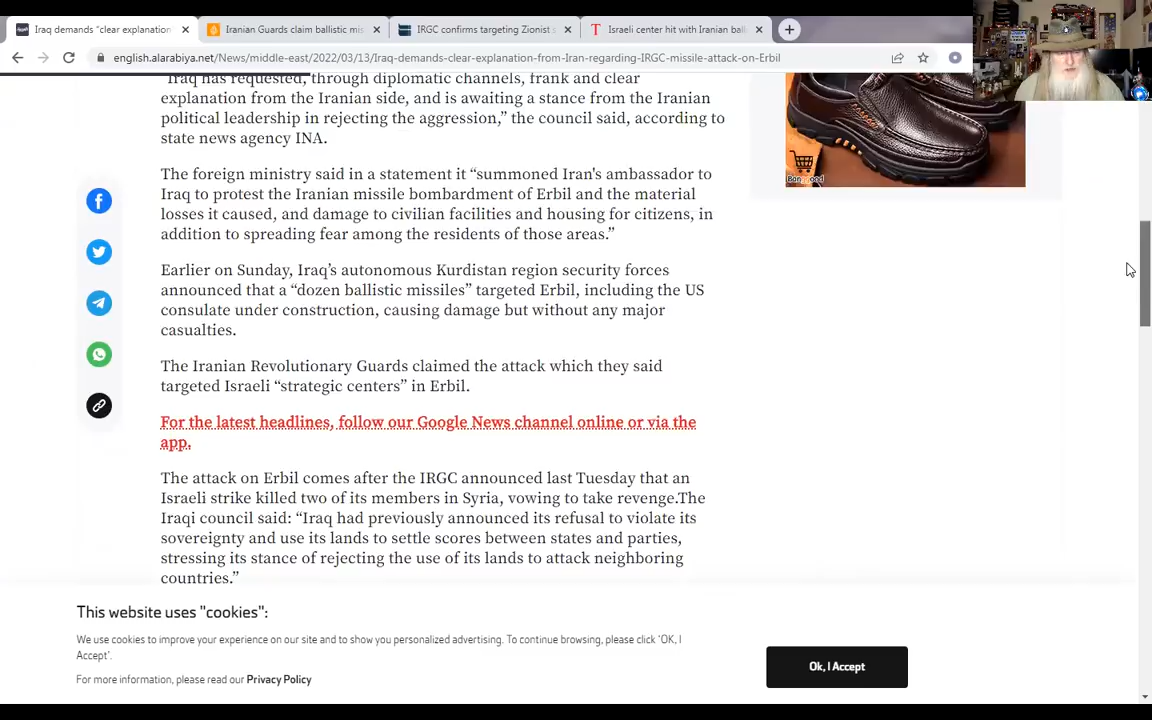 Iraq demands "clear explanation
Iranian Guards claim ballistic mis
IRGC confirms targeting Zionist s
Israeli center hit with Iranian ball
english.alarabiya.net/News/middle-east/2022/03/13/Iraq-demands-clear-explanation-from-Iran-regarding-IRGC-missile-attack-on-Erbil
"Iraq has requested, through diplomatic channels, frank and clear
explanation from the Iranian side, and is awaiting a stance from the Iranian
political leadership in rejecting the aggression,” the council said, according to
state news agency INA.
The foreign ministry said in a statement it “summoned Iran's ambassador to
Iraq to protest the Iranian missile bombardment of Erbil and the material
losses it caused, and damage to civilian facilities and housing for citizens, in
addition to spreading fear among the residents of those areas.”
Earlier on Sunday, Iraq’s autonomous Kurdistan region security forces
announced that a “dozen ballistic missiles” targeted Erbil, including the US
consulate under construction, causing damage but without any major
casualties.
The Iranian Revolutionary Guards claimed the attack which they said
targeted Israeli “strategic centers” in Erbil.
For the latest headlines, follow our Google News channel online or via the
app.
The attack on Erbil comes after the IRGC announced last Tuesday that an
Israeli strike killed two of its members in Syria, vowing to take revenge.The
Iraqi council said: “Iraq had previously announced its refusal to violate its
sovereignty and use its lands to settle scores between states and parties,
stressing its stance of rejecting the use of its lands to attack neighboring
countries.”
Banggood
This website uses "cookies":
We use cookies to improve your experience on our site and to show you personalized advertising. To continue browsing, please click 'OK, I
Accept'.
For more information, please read our Privacy Policy
Ok, I Accept